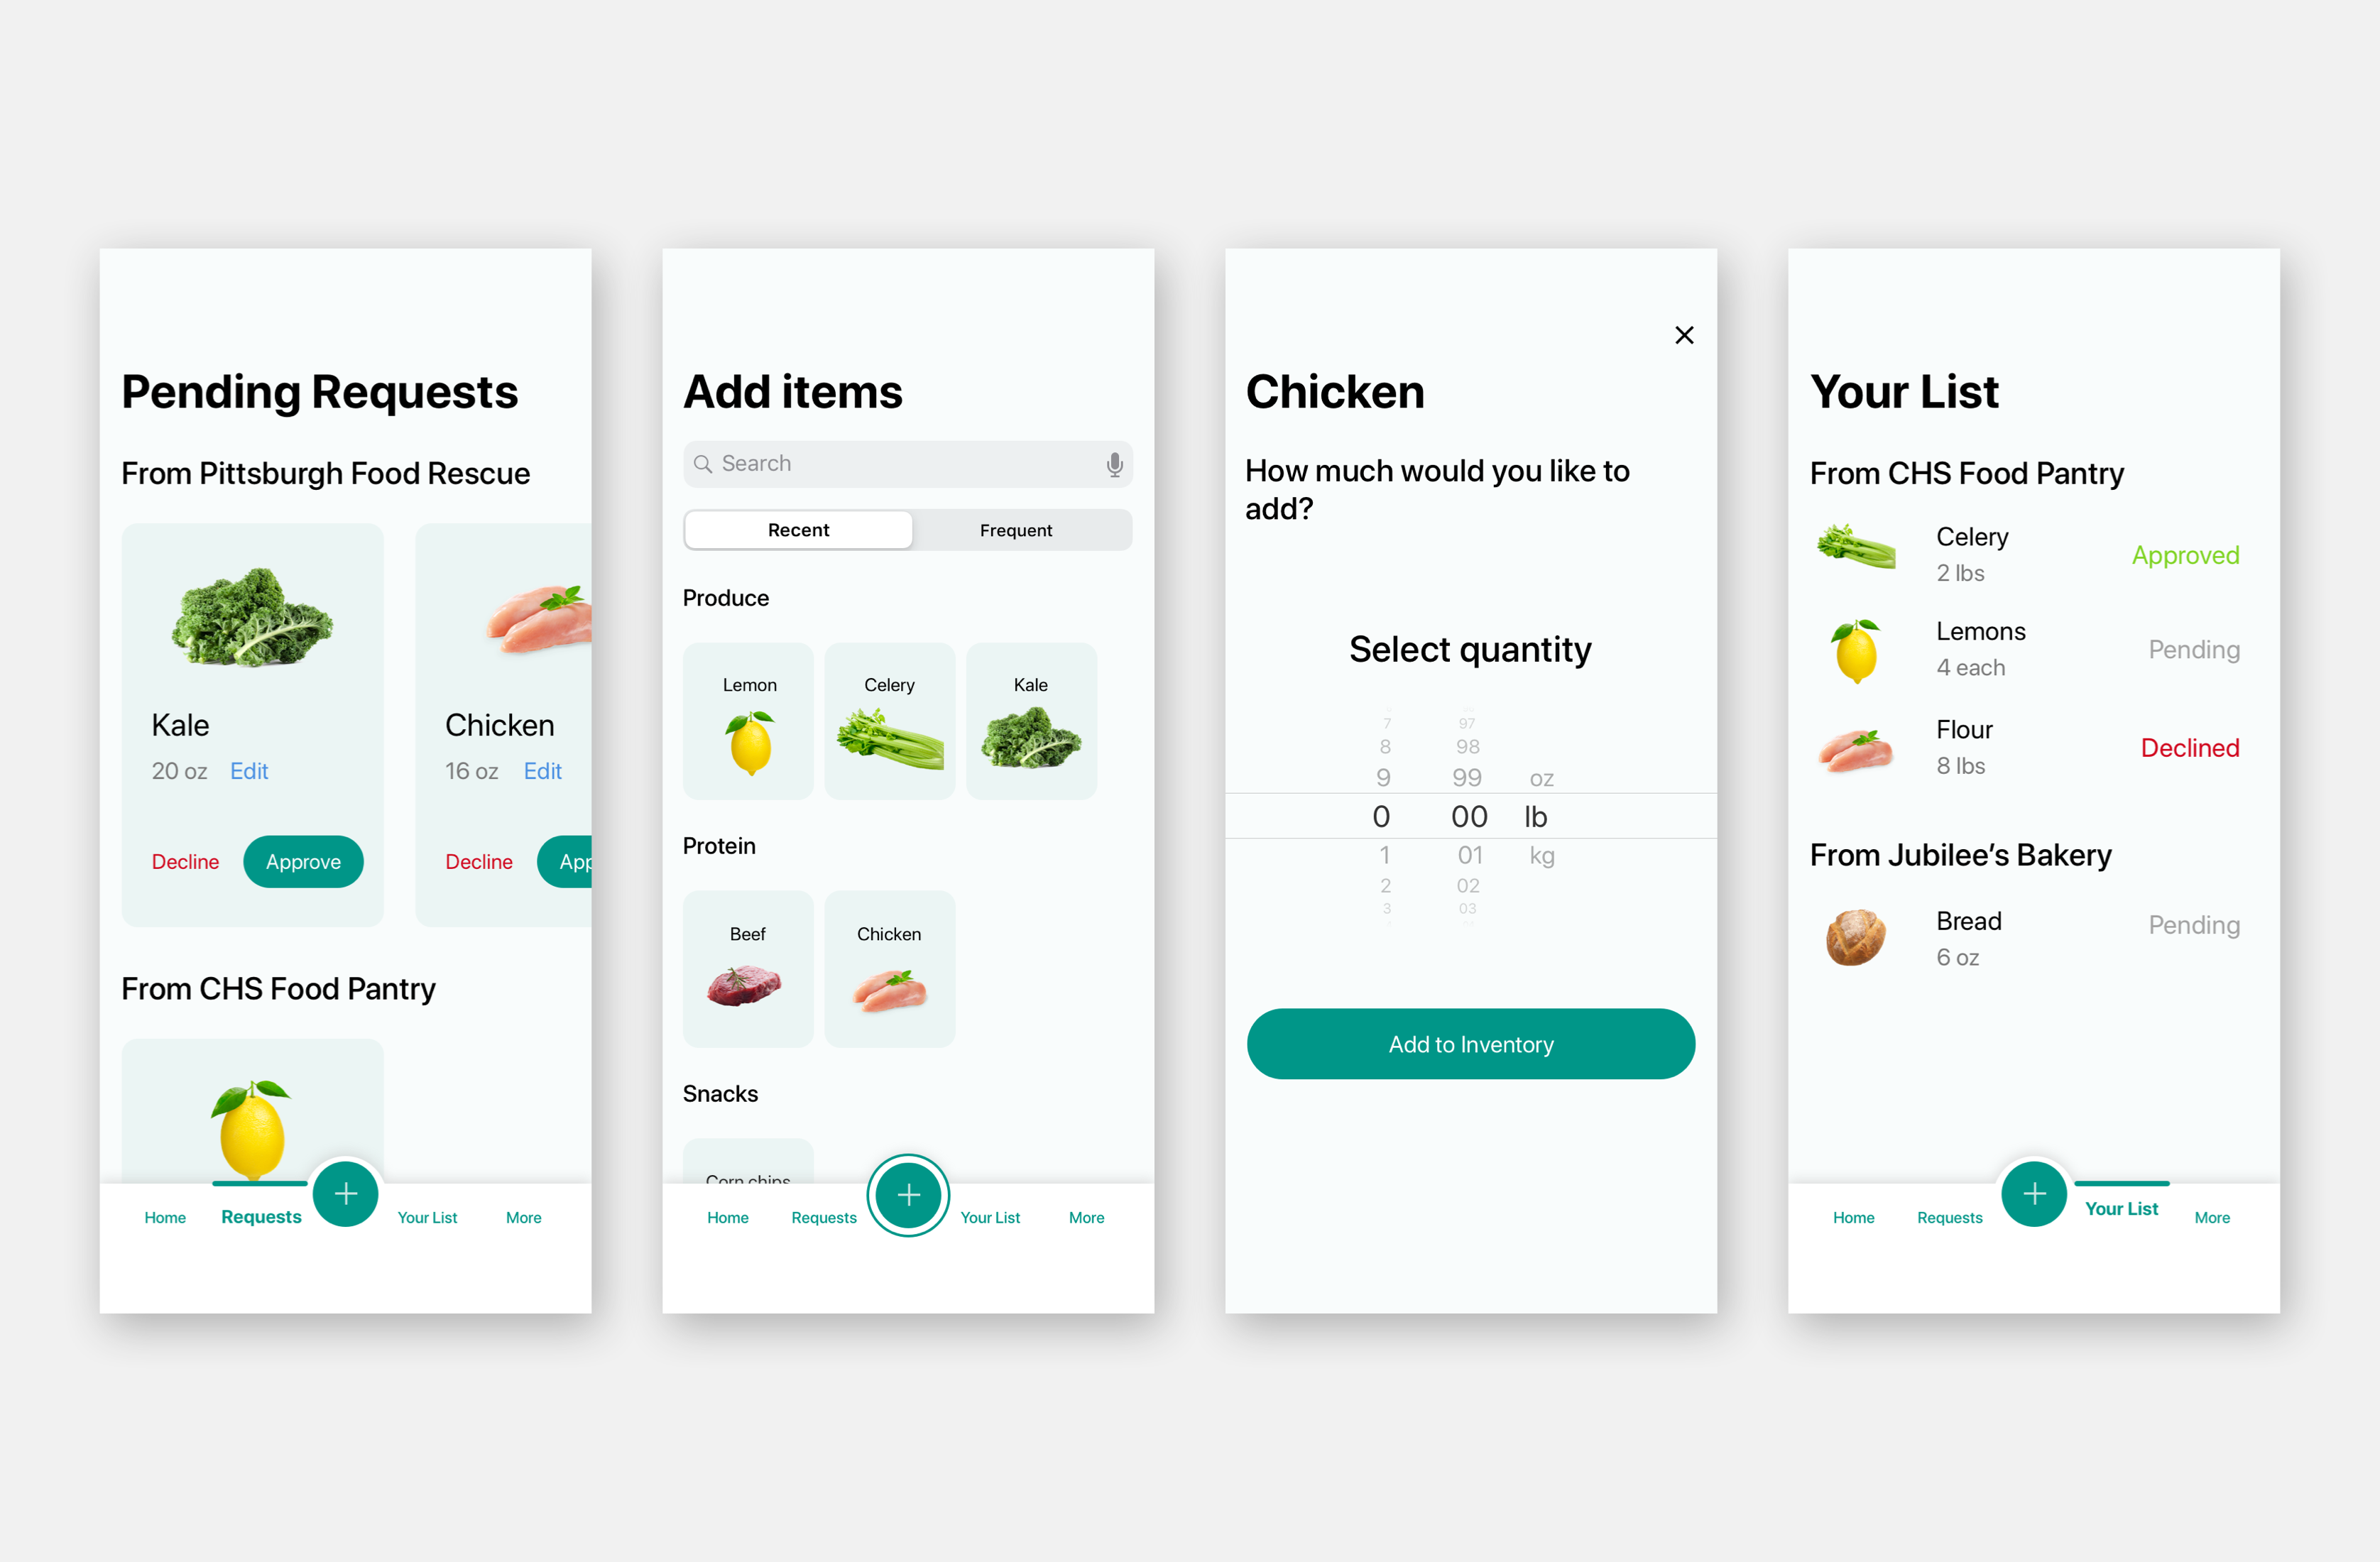 Pending Requests
From Pittsburgh Food Rescue
Kale
20 oz Edit
Decline Approve
Chicken
16 oz Edit
Decline App
From CHS Food Pantry
Home Requests Your List More
Add items
Search
Recent Frequent
Produce
Lemon Celery Kale
Protein
Beef Chicken
Snacks
Corn chips
Home Requests Your List More
Chicken
How much would you like to
add?
Select quantity
7 97
8 98
9 99 oz
0 00 lb
1 01 kg
2 02
3 03
Add to Inventory
Your List
From CHS Food Pantry
Celery
2 lbs
Approved
Lemons
4 each
Pending
Flour
8 lbs
Declined
From Jubilee’s Bakery
Bread
6 oz
Pending
Home Requests Your List More